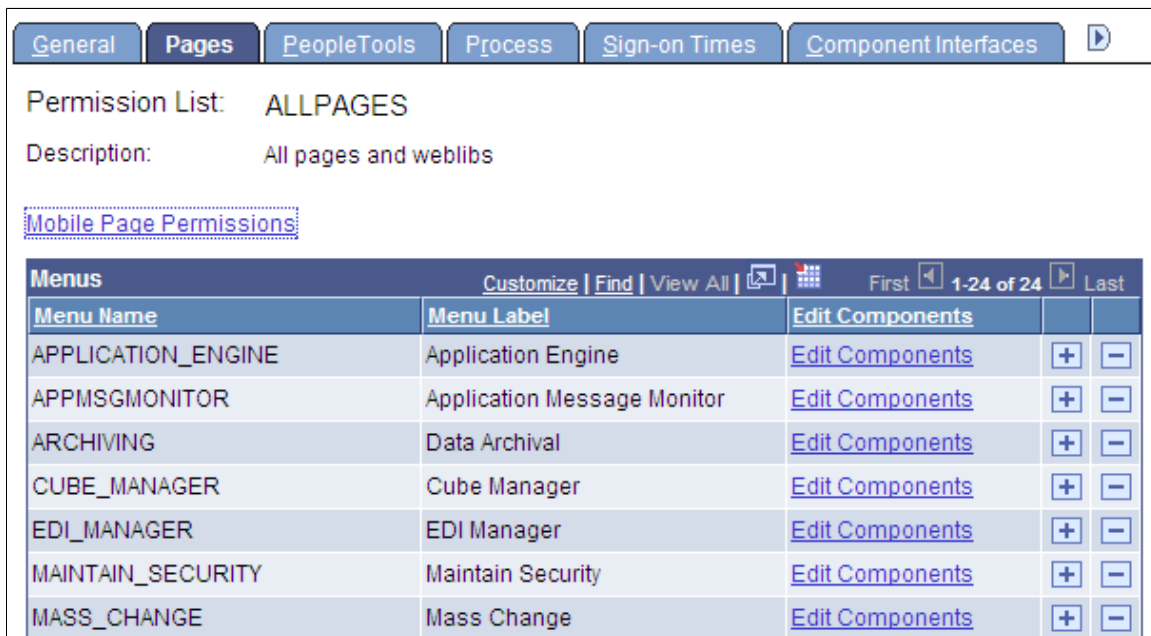 General Pages PeopleTools Process Sign-on Times Component Interfaces
Permission List: ALLPAGES
Description: All pages and weblibs
Mobile Page Permissions
Menus Customize | Find | View All | | First 1-24 of 24 Last
Menu Name Menu Label Edit Components
APPLICATION_ENGINE Application Engine Edit Components
APPMSGMONITOR Application Message Monitor Edit Components
ARCHIVING Data Archival Edit Components
CUBE_MANAGER Cube Manager Edit Components
EDI_MANAGER EDI Manager Edit Components
MAINTAIN_SECURITY Maintain Security Edit Components
MASS_CHANGE Mass Change Edit Components